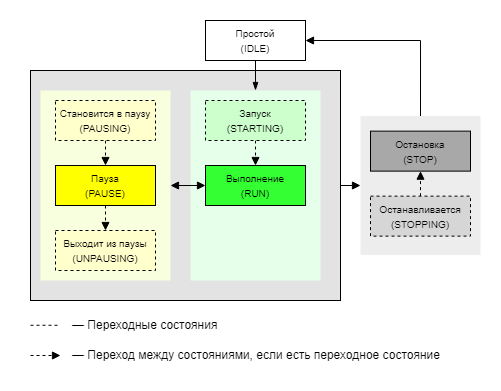 Простой
(IDLE)
Становится в паузу
(PAUSING)
Запуск
(STARTING)
Остановка
(STOP)
Пауза
(PAUSE)
Выполнение
(RUN)
Останавливается
(STOPPING)
Выходит из паузы
(UNPAUSING)
— Переходные состояния
— Переход между состояниями, если есть переходное состояние